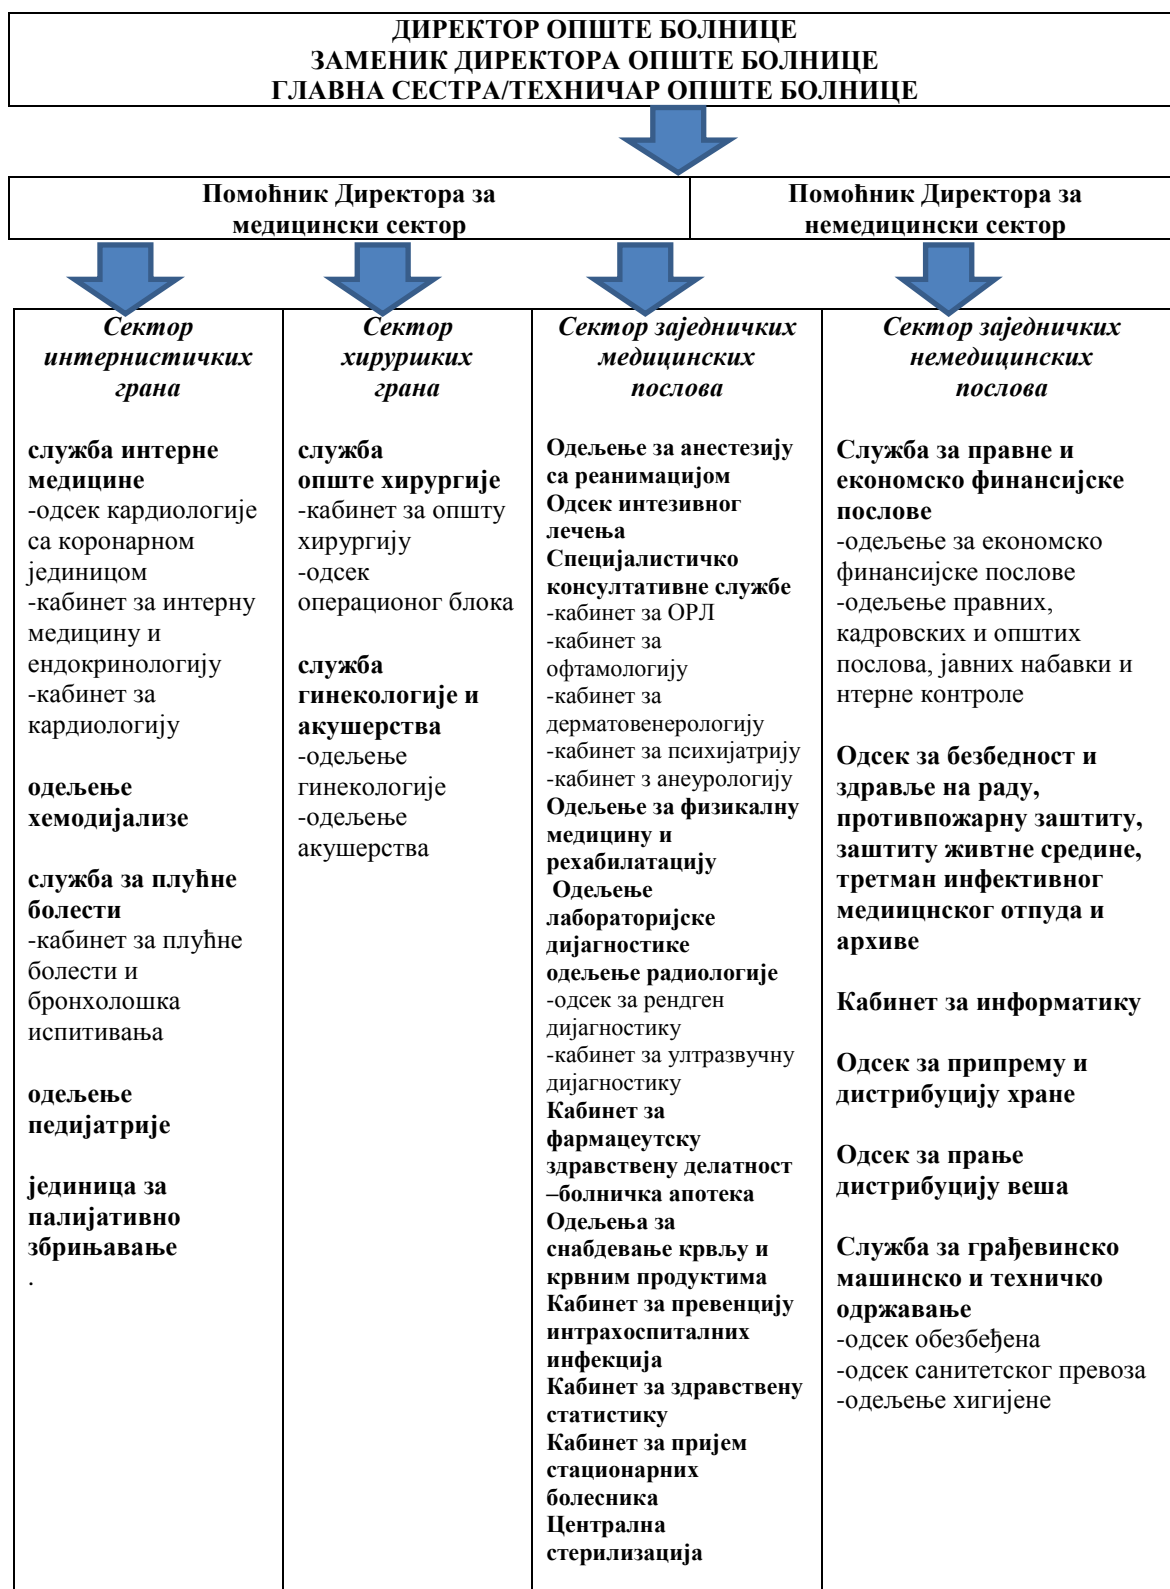 ДИРЕКТОР ОПШТЕ БОЛНИЦЕ
ЗАМЕНИК ДИРЕКТОРА ОПШТЕ БОЛНИЦЕ
ГЛАВНА СЕСТРА/ТЕХНИЧАР ОПШТЕ БОЛНИЦЕ
Помоћник Директора за
медицински сектор
Помоћник Директора за
немедицински сектор
Сектор
интернистичких
грана
служба интерне
медицине
-одсек кардиологије
са коронарном
јединицом
-кабинет за интерну
медицину и
ендокринологију
-кабинет за
кардиологију
одељење
хемодијализе
служба за плућне
болести
-кабинет за плућне
болести и
бронхолошка
испитивања
одељење
педијатрије
јединица за
палијативно
збрињавање
.
Сектор
хируршких
грана
служба
опште хирургије
-кабинет за општу
хирургију
-одсек
операционог блока
служба
гинекологије и
акушерства
-одељење
гинекологије
-одељење
акушерства
Сектор заједничких
медицинских
послова
Одељење за анестезију
са реанимацијом
Одсек интезивног
лечења
Специјалистичко
консултативне службе
-кабинет за ОРЛ
-кабинет за
офтамологију
-кабинет за
дерматовенерологију
-кабинет за психијатрију
-кабинет з анеурологију
Одељење за физикалну
медицину и
рехабилатацију
Одељење
лабораторијске
дијагностике
одељење радиологије
-одсек за рендген
дијагностику
-кабинет за ултразвучну
дијагностику
Кабинет за
фармацеутску
здравствену делатност
–болничка апотека
Одељења за
снабдевање крвљу и
крвним продуктима
Кабинет за превенцију
интрахоспиталних
инфекција
Кабинет за здравствену
статистику
Кабинет за пријем
стационарних
болесника
Централна
стерилизација
Сектор заједничких
немедицинских
послова
Служба за правне и
економско финансијске
послове
-одељење за економско
финансијске послове
-одељење правних,
кадровских и општих
послова, јавних набавки и
нтерне контроле
Одсек за безбедност и
здравље на раду,
противпожарну заштиту,
заштиту живтне средине,
третман инфективног
медиицнског отпуда и
архиве
Кабинет за информатику
Одсек за припрему и
дистрибуцију хране
Одсек за прање
дистрибуцију веша
Служба за грађевинско
машинско и техничко
одржавање
-одсек обезбеђена
-одсек санитетског превоза
-одељење хигијене